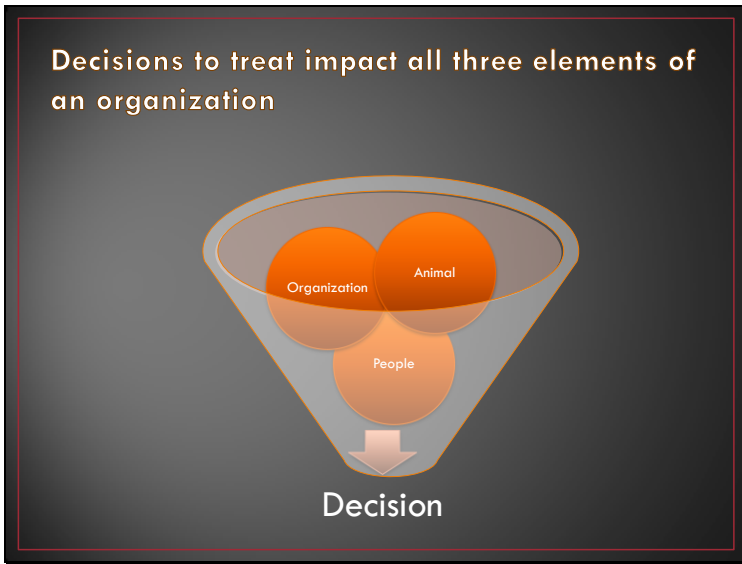 Decisions to treat impact all three elements of
an organization
Animal
Organization
People
Decision